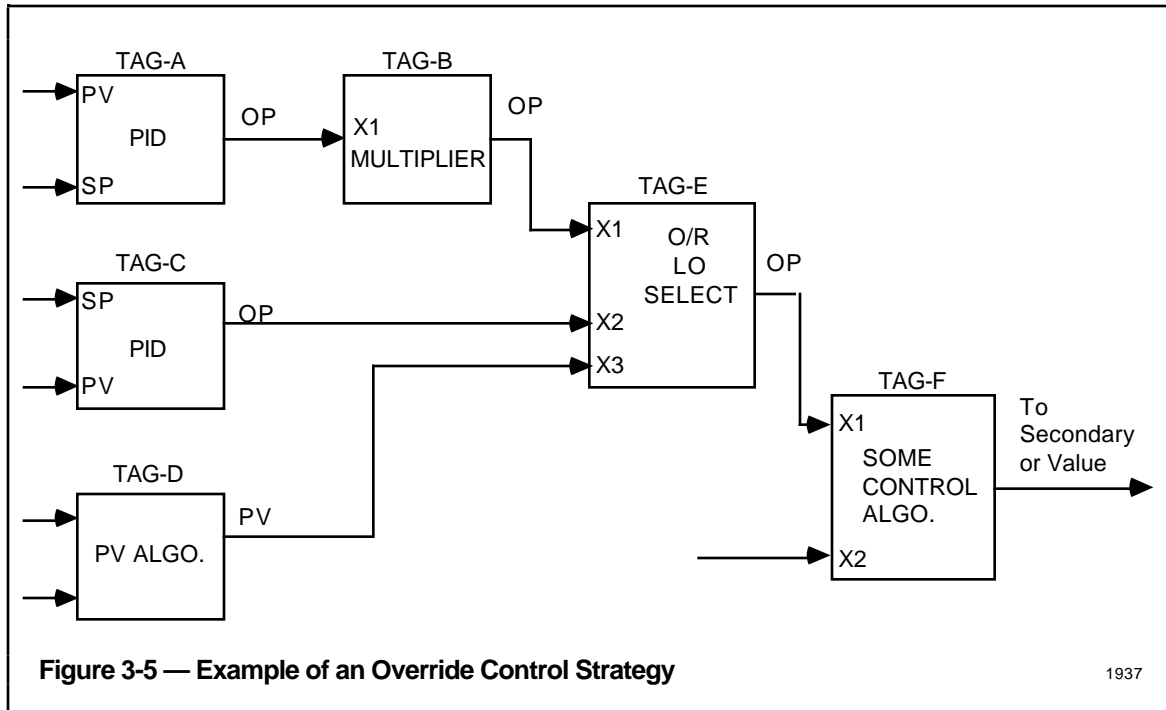 TAG-A
PV
PID
SP
OP
TAG-B
X1
MULTIPLIER
OP
TAG-C
SP
PID
PV
OP
TAG-D
PV ALGO.
PV
TAG-E
X1
O/R
LO
SELECT
X2
X3
OP
TAG-F
X1
SOME
CONTROL
ALGO.
X2
To
Secondary
or Value
Figure 3-5 — Example of an Override Control Strategy
1937